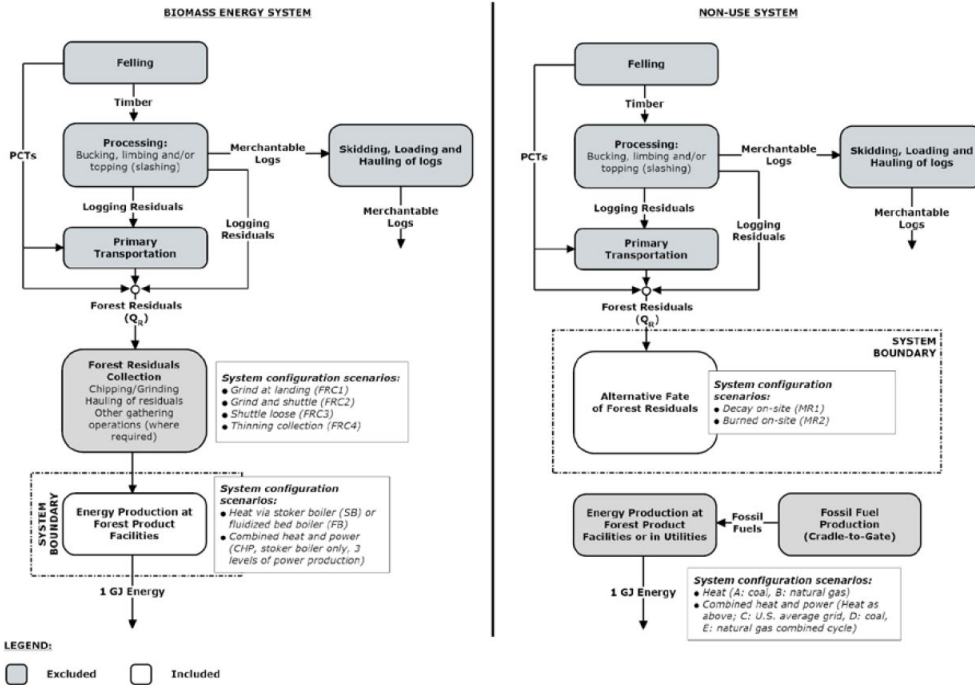 BIOMASS ENERGY SYSTEM
Felling
Timber
PCTs
Processing:
Bucking, limbing and/or
topping (slashing)
Merchantable
Logs
Skidding, Loading and
Hauling of logs
Merchantable
Logs
Logging Residuals
Logging
Residuals
Primary
Transportation
Forest Residuals
(QR)
Forest Residuals
Collection
Chipping/Grinding
Hauling of residuals
Other gathering
operations (where
required)
System configuration scenarios:
● Grind at landing (FRC1)
● Grind and shuttle (FRC2)
● Shuttle loose (FRC3)
● Thinning collection (FRC4)
SYSTEM
BOUNDARY
Energy Production at
Forest Product
Facilities
System configuration
scenarios:
● Heat via stoker boiler (SB) or
fluidized bed boiler (FB)
● Combined heat and power
(CHP, stoker boiler only, 3
levels of power production)
1 GJ Energy
LEGEND:
Excluded
Included
NON-USE SYSTEM
Felling
Timber
PCTs
Processing:
Bucking, limbing and/or
topping (slashing)
Merchantable
Logs
Skidding, Loading and
Hauling of logs
Merchantable
Logs
Logging Residuals
Logging
Residuals
Primary
Transportation
Forest Residuals
(QR)
SYSTEM
BOUNDARY
Alternative Fate
of Forest Residuals
System configuration
scenarios:
● Decay on-site (MR1)
● Burned on-site (MR2)
Energy Production at
Forest Product
Facilities or in Utilities
Fossil
Fuels
Fossil Fuel
Production
(Cradle-to-Gate)
1 GJ Energy
System configuration scenarios:
● Heat (A: coal, B: natural gas)
● Combined heat and power (Heat as
above; C: U.S. average grid, D: coal,
E: natural gas combined cycle)